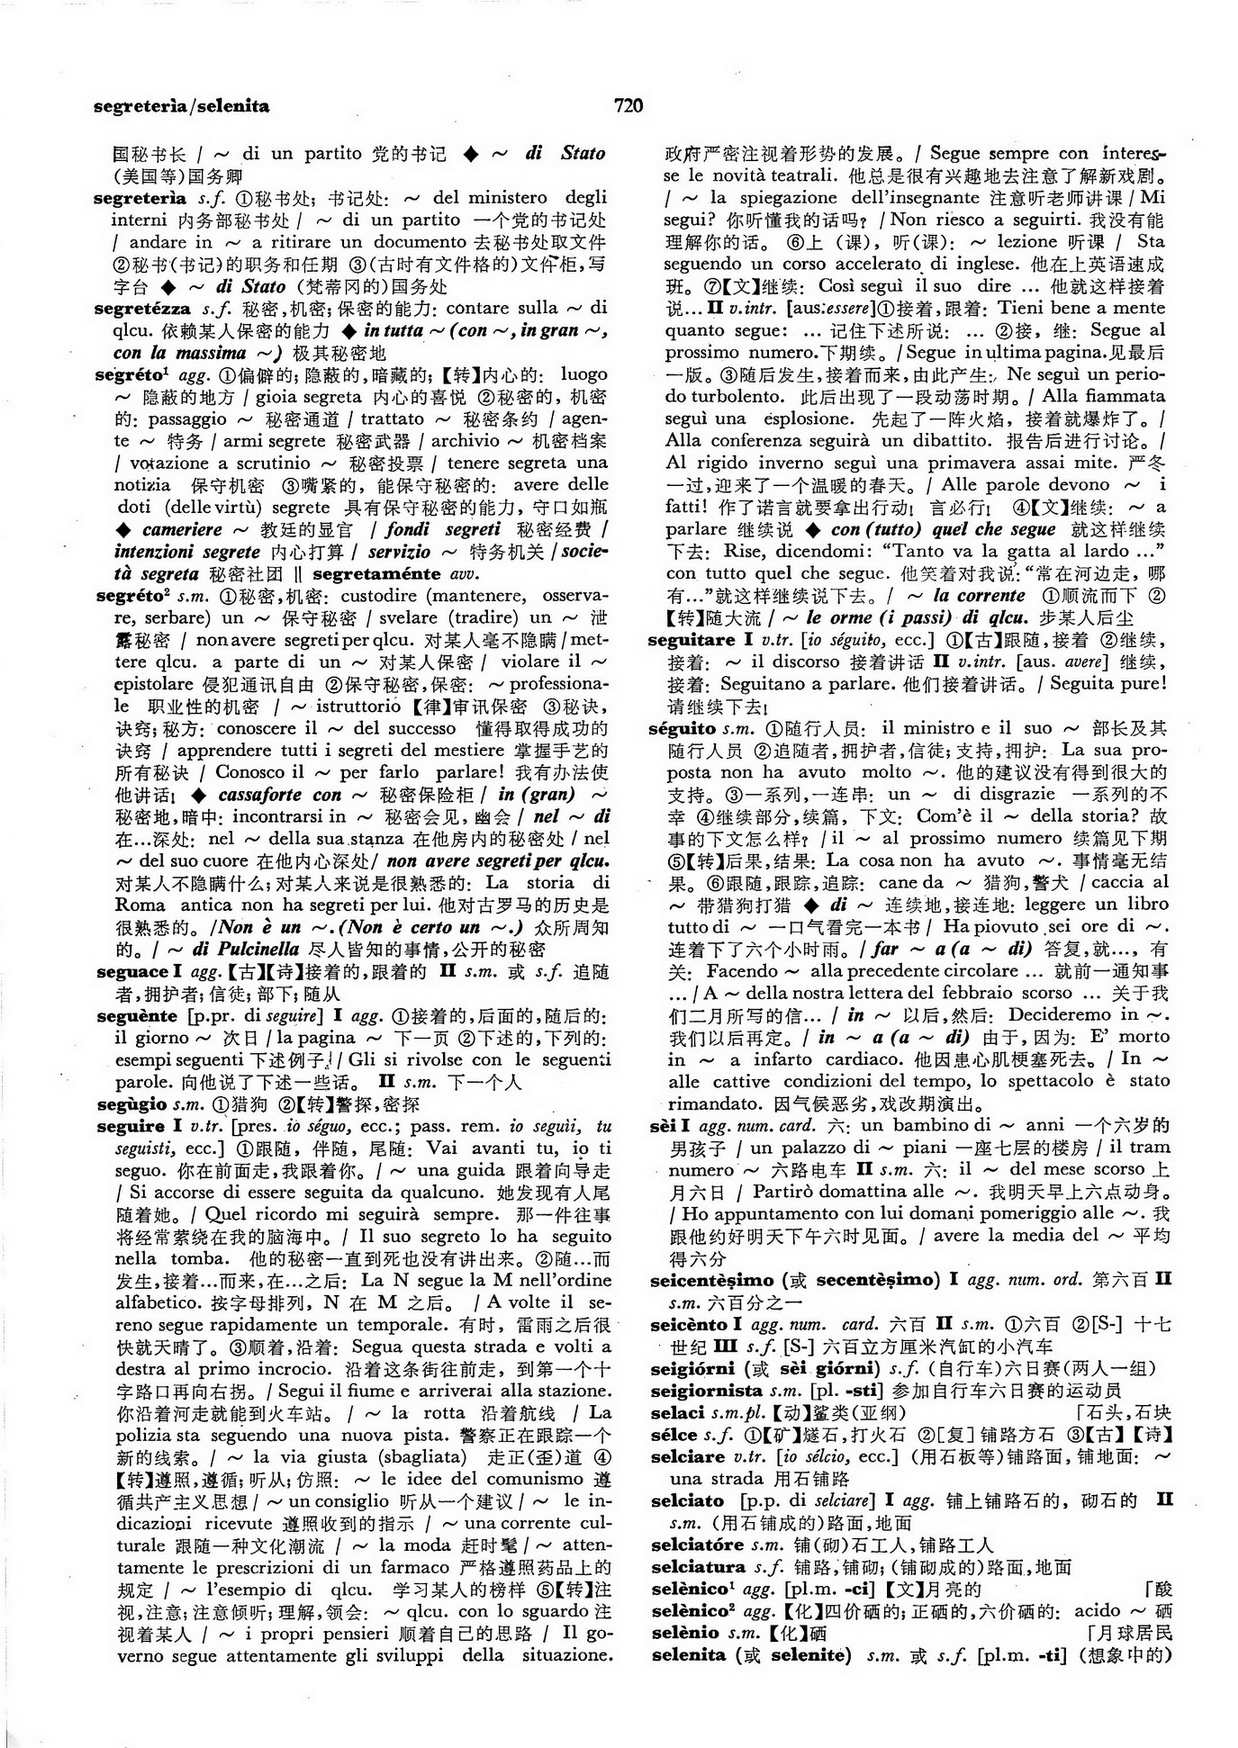 segreterìa/selenita
720
国秘书长 / ～ di un partito 党的书记 ◆ ～ di Stato
(美国等)国务卿
segreterìa s.f. ①秘书处; 书记处: ～ del ministero degli
interni 内务部秘书处 / ～ di un partito 一个党的书记处
/ andare in ～ a ritirare un documento 去秘书处取文件
②秘书(书记)的职务和任期 ③(古时有文件格的)文件柜,写
字台 ◆ ～ di Stato (梵蒂冈的)国务处
segretézza s.f. 秘密,机密;保密的能力: contare sulla ～ di
qlcu. 依赖某人保密的能力 ◆ in tutta ～ (con ～, in gran ～,
con la massima ～) 极其秘密地
segréto¹ agg. ①偏僻的; 隐蔽的,暗藏的;【转】内心的: luogo
～ 隐蔽的地方 / gioia segreta 内心的喜悦 ②秘密的, 机密
的: passaggio ～ 秘密通道 / trattato ～ 秘密条约 / agen-
te ～ 特务 / armi segrete 秘密武器 / archivio ～ 机密档案
/ votazione a scrutinio ～ 秘密投票 / tenere segreta una
notizia 保守机密 ③嘴紧的, 能保守秘密的: avere delle
doti (delle virtù) segrete 具有保守秘密的能力, 守口如瓶
◆ cameriere ～ 教廷的显官 / fondi segreti 秘密经费 /
intenzioni segrete 内心打算 / servizio ～ 特务机关 / socie-
tà segreta 秘密社团 ‖ segretaménte avv.
segréto² s.m. ①秘密,机密: custodire (mantenere, osserva-
re, serbare) un ～ 保守秘密 / svelare (tradire) un ～ 泄
露秘密 / non avere segreti per qlcu. 对某人毫不隐瞒 / met-
tere qlcu. a parte di un ～ 对某人保密 / violare il ～
epistolare 侵犯通讯自由 ②保守秘密,保密: ～ professiona-
le 职业性的机密 / ～ istruttorio 【律】审讯保密 ③秘诀,
诀窍;秘方: conoscere il ～ del successo 懂得取得成功的
诀窍 / apprendere tutti i segreti del mestiere 掌握手艺的
所有秘诀 / Conosco il ～ per farlo parlare! 我有办法使
他讲话! ◆ cassaforte con ～ 秘密保险柜 / in (gran) ～
秘密地,暗中: incontrarsi in ～ 秘密会见, 幽会 / nel ～ di
在…深处: nel ～ della sua stanza 在他房内的秘密处 / nel
～ del suo cuore 在他内心深处/ non avere segreti per qlcu.
对某人不隐瞒什么;对某人来说是很熟悉的: La storia di
Roma antica non ha segreti per lui. 他对古罗马的历史是
很熟悉的。/Non è un ～. (Non è certo un ～.) 众所周知
的。/ ～ di Pulcinella 尽人皆知的事情,公开的秘密
seguace I agg.【古】【诗】接着的,跟着的 II s.m. 或 s.f. 追随
者,拥护者;信徒;部下;随从
seguènte [p.pr. di seguire] I agg. ①接着的,后面的,随后的:
il giorno ～ 次日 / la pagina ～ 下一页 ②下述的,下列的:
esempi seguenti 下述例子 / Gli si rivolse con le seguenti
parole. 向他说了下述一些话。 II s.m. 下一个人
segùgio s.m. ①猎狗 ②【转】警探,密探
seguire I v.tr. [pres. io séguo, ecc.; pass. rem. io seguìi, tu
seguisti, ecc.] ①跟随, 伴随, 尾随: Vai avanti tu, io ti
seguo. 你在前面走,我跟着你。/ ～ una guida 跟着向导走
/ Si accorse di essere seguita da qualcuno. 她发现有人尾
随着她。/ Quel ricordo mi seguirà sempre. 那一件往事
将经常萦绕在我的脑海中。/ Il suo segreto lo ha seguito
nella tomba. 他的秘密一直到死也没有讲出来。②随…而
发生,接着…而来,在…之后: La N segue la M nell'ordine
alfabetico. 按字母排列, N 在 M 之后。 / A volte il se-
reno segue rapidamente un temporale. 有时, 雷雨之后很
快就天晴了。③顺着,沿着: Segua questa strada e volti a
destra al primo incrocio. 沿着这条街往前走, 到第一个十
字路口再向右拐。/ Segui il fiume e arriverai alla stazione.
你沿着河走就能到火车站。/ ～ la rotta 沿着航线 / La
polizia sta seguendo una nuova pista. 警察正在跟踪一个
新的线索。/ ～ la via giusta (sbagliata) 走正(歪)道 ④
【转】遵照,遵循;听从;仿照: ～ le idee del comunismo 遵
循共产主义思想 / ～ un consiglio 听从一个建议 / ～ le in-
dicazioni ricevute 遵照收到的指示 / ～ una corrente cul-
turale 跟随一种文化潮流 / ～ la moda 赶时髦 / ～ atten-
tamente le prescrizioni di un farmaco 严格遵照药品上的
规定 / ～ l'esempio di qlcu. 学习某人的榜样 ⑤【转】注
视,注意;注意倾听;理解,领会: ～ qlcu. con lo sguardo 注
视着某人 / ～ i propri pensieri 顺着自己的思路 / Il go-
verno segue attentamente gli sviluppi della situazione.
政府严密注视着形势的发展。/ Segue sempre con interes-
se le novità teatrali. 他总是很有兴趣地去注意了解新戏剧。
/ ～ la spiegazione dell'insegnante 注意听老师讲课 / Mi
segui? 你听懂我的话吗? / Non riesco a seguirti. 我没有能
理解你的话。⑥上 (课), 听(课): ～ lezione 听课 / Sta
seguendo un corso accelerato di inglese. 他在上英语速成
班。⑦【文】继续: Così seguì il suo dire ... 他就这样接着
说… II v.intr. [aus. essere] ①接着,跟着: Tieni bene a mente
quanto segue: ... 记住下述所说: ... ②接, 继: Segue al
prossimo numero.下期续。/Segue in ultima pagina.见最后
一版。③随后发生,接着而来,由此产生: Ne seguì un perio-
do turbolento. 此后出现了一段动荡时期。/ Alla fiammata
seguì una esplosione. 先起了一阵火焰, 接着就爆炸了。/
Alla conferenza seguirà un dibattito. 报告后进行讨论。/
Al rigido inverno seguì una primavera assai mite. 严冬
一过,迎来了一个温暖的春天。/ Alle parole devono ～ i
fatti! 作了诺言就要拿出行动! 言必行! ④【文】继续: ～ a
parlare 继续说 ◆ con (tutto) quel che segue 就这样继续
下去: Rise, dicendomi: “Tanto va la gatta al lardo ...”
con tutto quel che segue. 他笑着对我说:“常在河边走, 哪
有…”就这样继续说下去。/ ～ la corrente ①顺流而下 ②
【转】随大流 / ～ le orme (i passi) di qlcu. 步某人后尘
seguitare I v.tr. [io séguito, ecc.] ①【古】跟随,接着 ②继续,
接着: ～ il discorso 接着讲话 II v.intr. [aus. avere] 继续,
接着: Seguitano a parlare. 他们接着讲话。/ Seguita pure!
请继续下去!
séguito s.m. ①随行人员: il ministro e il suo ～ 部长及其
随行人员 ②追随者,拥护者,信徒;支持,拥护: La sua pro-
posta non ha avuto molto ～. 他的建议没有得到很大的
支持。③一系列,一连串: un ～ di disgrazie 一系列的不
幸 ④继续部分,续篇, 下文: Com'è il ～ della storia? 故
事的下文怎么样? / il ～ al prossimo numero 续篇见下期
⑤【转】后果,结果: La cosa non ha avuto ～. 事情毫无结
果。⑥跟随,跟踪,追踪: cane da ～ 猎狗,警犬 / caccia al
～ 带猎狗打猎 ◆ di ～ 连续地,接连地: leggere un libro
tutto di ～ 一口气看完一本书 / Ha piovuto sei ore di ～.
连着下了六个小时雨。/ far ～ a (a ～ di) 答复,就…, 有
关: Facendo ～ alla precedente circolare ... 就前一通知事
... / A ～ della nostra lettera del febbraio scorso ... 关于我
们二月所写的信… / in ～ 以后,然后: Decideremo in ～.
我们以后再定。/ in ～ a (a ～ di) 由于, 因为: E' morto
in ～ a infarto cardiaco. 他因患心肌梗塞死去。/ In ～
alle cattive condizioni del tempo, lo spettacolo è stato
rimandato. 因气候恶劣,戏改期演出。
sèi I agg. num. card. 六: un bambino di ～ anni 一个六岁的
男孩子 / un palazzo di ～ piani 一座七层的楼房 / il tram
numero ～ 六路电车 II s.m. 六: il ～ del mese scorso 上
月六日 / Partirò domattina alle ～. 我明天早上六点动身。
/ Ho appuntamento con lui domani pomeriggio alle ～. 我
跟他约好明天下午六时见面。/ avere la media del ～ 平均
得六分
seicentèṣimo (或 secentèṣimo) I agg. num. ord. 第六百 II
s.m. 六百分之一
seicènto I agg. num. card. 六百 II s.m. ①六百 ②[S-] 十七
世纪 III s.f. [S-] 六百立方厘米汽缸的小汽车
seigiórni (或 sèi giórni) s.f. (自行车)六日赛(两人一组)
seigiornista s.m. [pl. -sti] 参加自行车六日赛的运动员
selaci s.m.pl.【动】鲨类(亚纲) 「石头,石块
sélce s.f. ①【矿】燧石,打火石 ②[复] 铺路方石 ③【古】【诗】
selciare v.tr. [io sélcio, ecc.] (用石板等)铺路面, 铺地面: ～
una strada 用石铺路
selciato [p.p. di selciare] I agg. 铺上铺路石的, 砌石的 II
s.m. (用石铺成的)路面,地面
selciatóre s.m. 铺(砌)石工人,铺路工人
selciatura s.f. 铺路,铺砌; (铺砌成的)路面,地面
selènico¹ agg. [pl.m. -ci] 【文】月亮的 「酸
selènico² agg. 【化】四价硒的;正硒的,六价硒的: acido ～ 硒
selènio s.m. 【化】硒 「月球居民
selenita (或 selenite) s.m. 或 s.f. [pl.m. -ti] (想象中的)